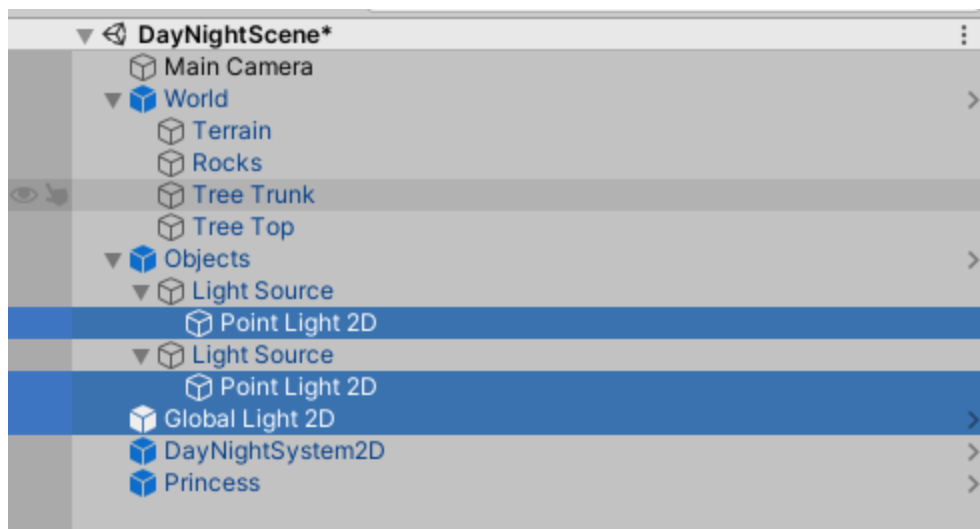 DayNightScene*
Main Camera
World
Terrain
Rocks
Tree Trunk
Tree Top
Objects
Light Source
Point Light 2D
Light Source
Point Light 2D
Global Light 2D
DayNightSystem2D
Princess